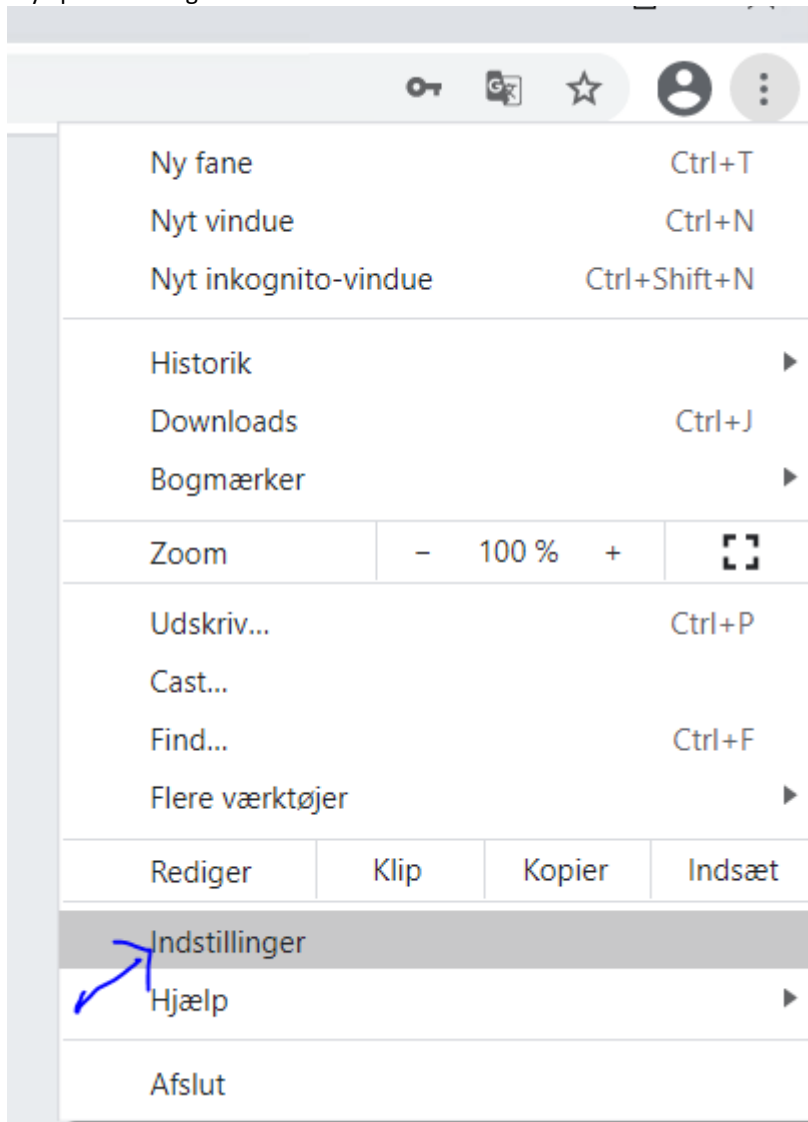 Ny fane Ctrl+T
Nyt vindue Ctrl+N
Nyt inkognito-vindue Ctrl+Shift+N
Historik
Downloads Ctrl+J
Bogmærker
Zoom − 100 % +
Udskriv... Ctrl+P
Cast...
Find... Ctrl+F
Flere værktøjer
Rediger Klip Kopier Indsæt
Indstillinger
Hjælp
Afslut